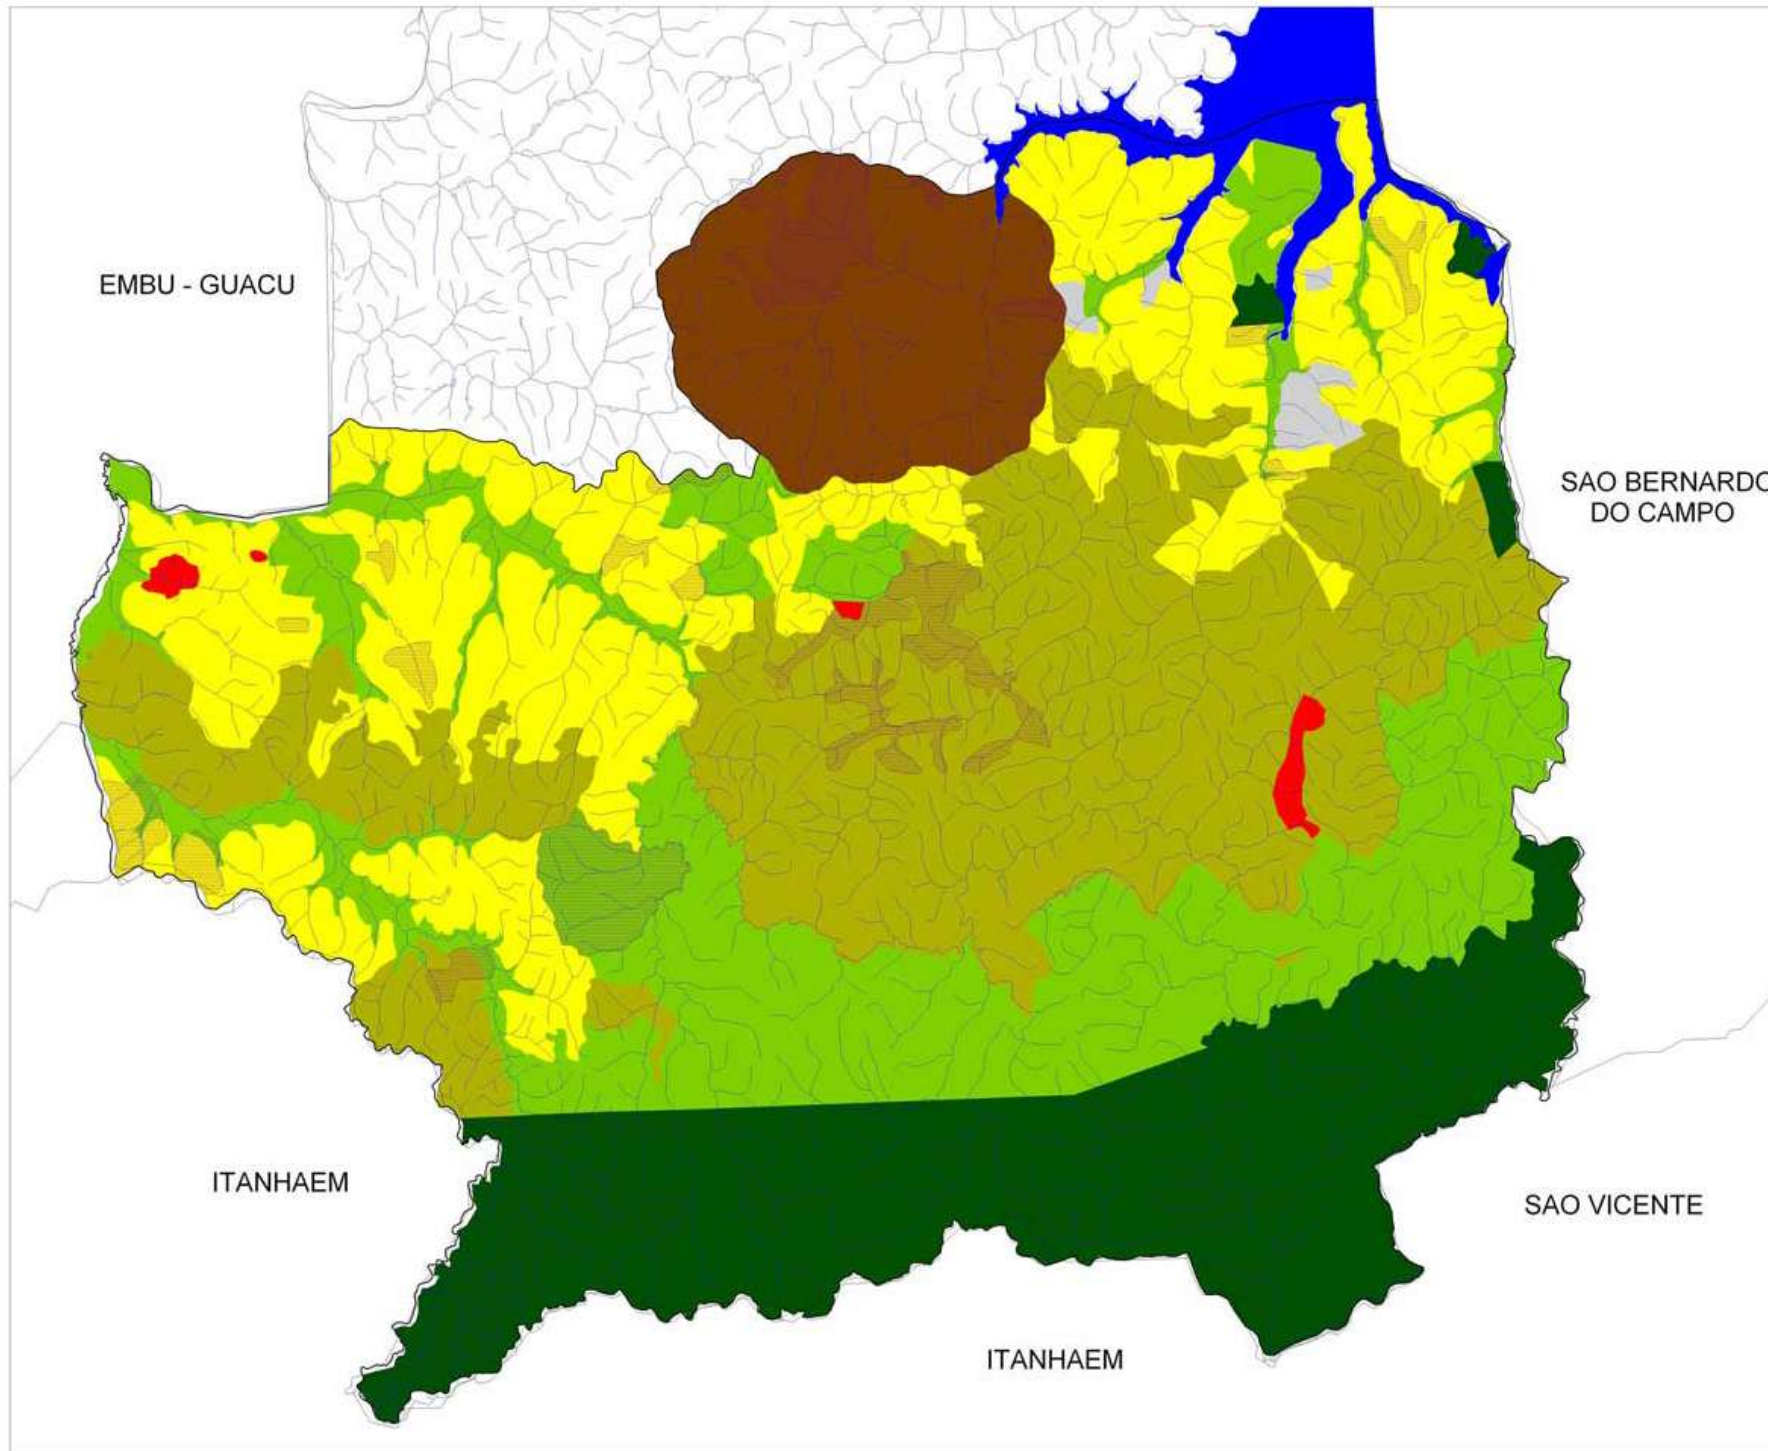 EMBU - GUACU
SAO BERNARDO
DO CAMPO
ITANHAEM
SAO VICENTE
ITANHAEM